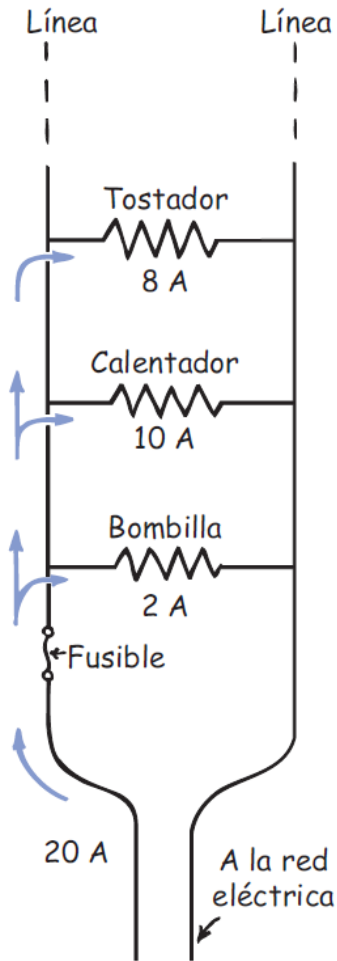 Línea
Línea
Tostador
8 A
Calentador
10 A
Bombilla
2 A
Fusible
20 A
A la red
eléctrica